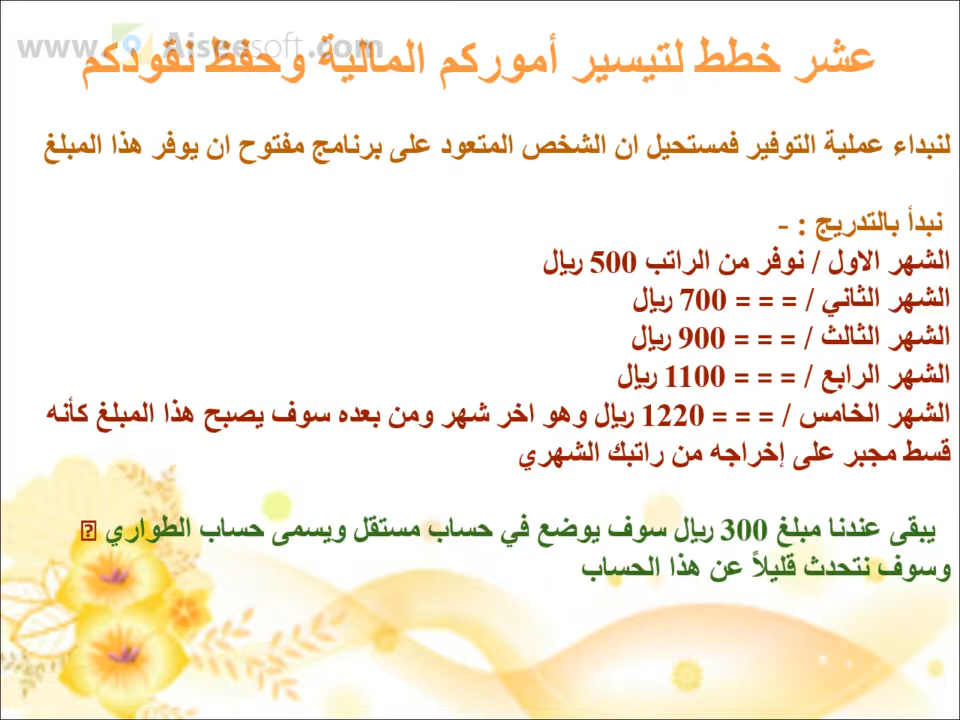 www.Aiseesoft.com
عشر خطط لتيسير أموركم المالية وحفظ نقودكم
لنبداء عملية التوفير فمستحيل ان الشخص المتعود على برنامج مفتوح ان يوفر هذا المبلغ
نبدأ بالتدريج : -
الشهر الاول / نوفر من الراتب 500 ريال
الشهر الثاني / = = = 700 ريال
الشهر الثالث / = = = 900 ريال
الشهر الرابع / = = = 1100 ريال
الشهر الخامس / = = = 1220 ريال وهو اخر شهر ومن بعده سوف يصبح هذا المبلغ كأنه
قسط مجبر على إخراجه من راتبك الشهري
يبقى عندنا مبلغ 300 ريال سوف يوضع في حساب مستقل ويسمى حساب الطواري
وسوف نتحدث قليلاً عن هذا الحساب